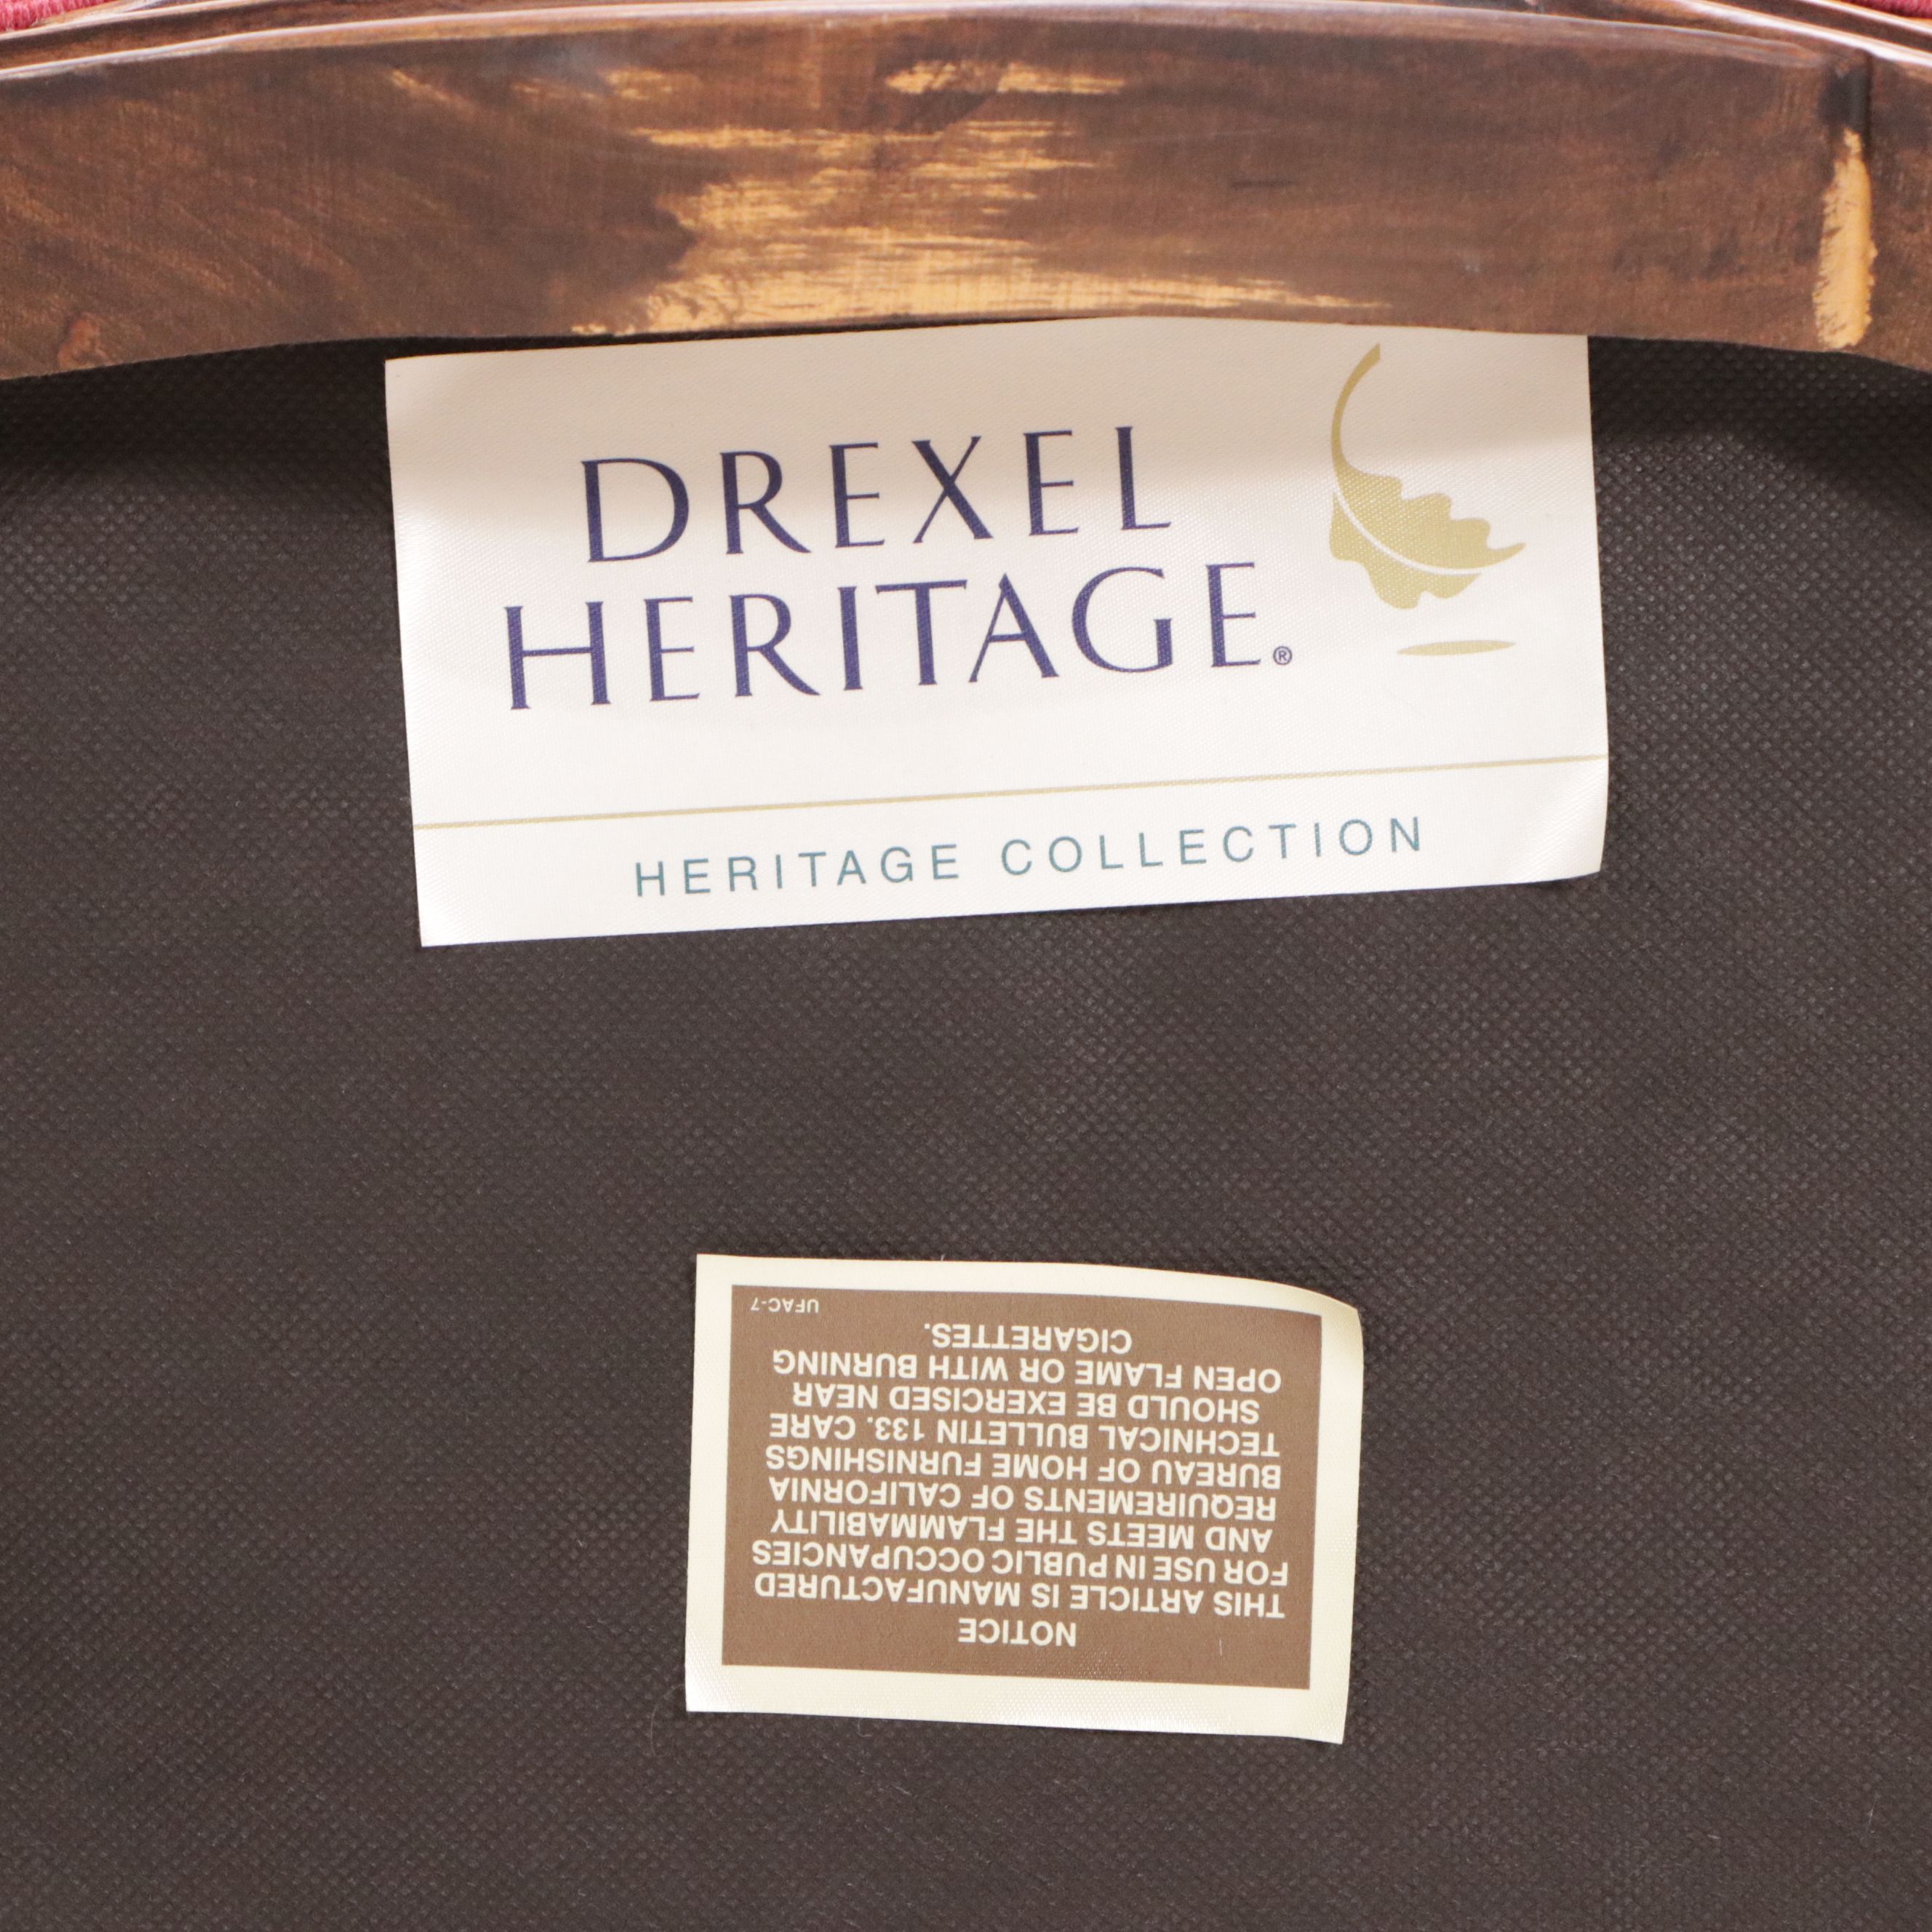 DREXEL
HERITAGE®
HERITAGE COLLECTION
NOTICE
THIS ARTICLE IS MANUFACTURED
FOR USE IN PUBLIC OCCUPANCIES
AND MEETS THE FLAMMABILITY
REQUIREMENTS OF CALIFORNIA
BUREAU OF HOME FURNISHINGS
TECHNICAL BULLETIN 133. CARE
SHOULD BE EXERCISED NEAR
OPEN FLAME OR WITH BURNING
CIGARETTES.
UFAC-7